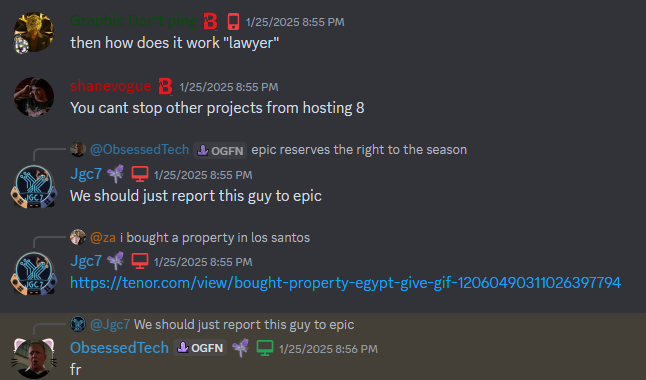 Graphic Don't ping 1/25/2025 8:55 PM
then how does it work "lawyer"
shanevogue 1/25/2025 8:55 PM
You cant stop other projects from hosting 8
@ObsessedTech OGFN epic reserves the right to the season
Jgc7 1/25/2025 8:55 PM
We should just report this guy to epic
@za i bought a property in los santos
Jgc7 1/25/2025 8:55 PM
https://tenor.com/view/bought-property-egypt-give-gif-12060490311026397794
@Jgc7 We should just report this guy to epic
ObsessedTech OGFN 1/25/2025 8:56 PM
fr